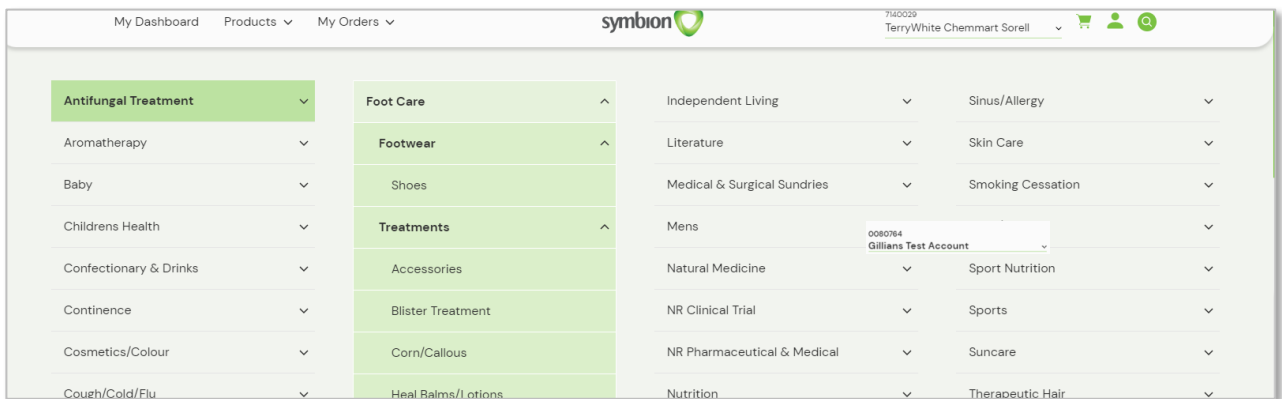 My Dashboard Products My Orders
symbion
7140029
TerryWhite Chemmart Sorell
Antifungal Treatment
Aromatherapy
Baby
Childrens Health
Confectionary & Drinks
Continence
Cosmetics/Colour
Cough/Cold/Flu
Foot Care
Footwear
Shoes
Treatments
Accessories
Blister Treatment
Corn/Callous
Heal Balms/Lotions
Independent Living
Literature
Medical & Surgical Sundries
Mens
Natural Medicine
NR Clinical Trial
NR Pharmaceutical & Medical
Nutrition
0080764
Gillians Test Account
Sinus/Allergy
Skin Care
Smoking Cessation
Sport Nutrition
Sports
Suncare
Therapeutic Hair